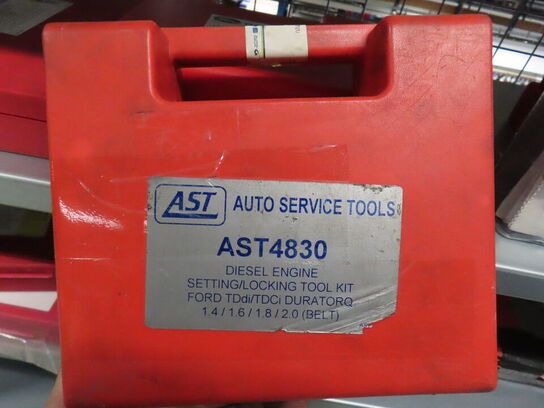 AST AUTO SERVICE TOOLS
AST4830
DIESEL ENGINE
SETTING/LOCKING TOOL KIT
FORD TDdi/TDCi DURATORQ
1.4 / 1.6 / 1.8 / 2.0 (BELT)